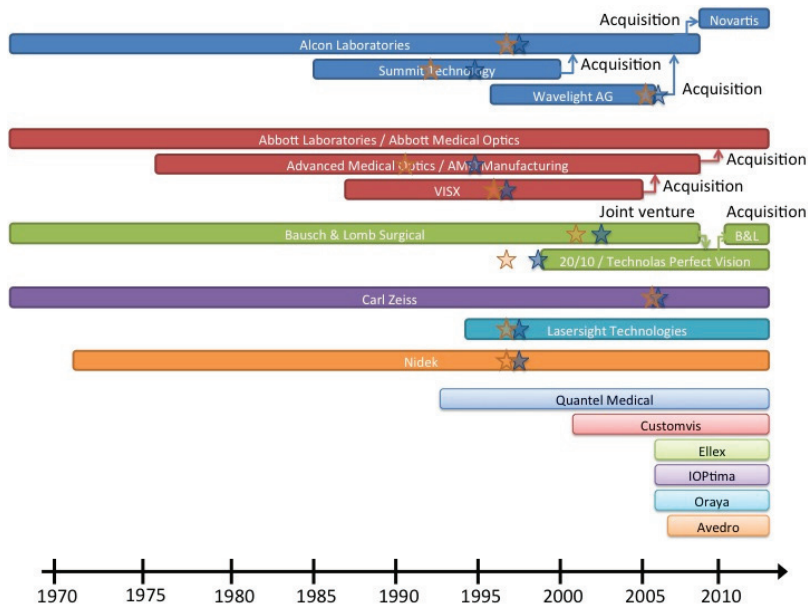 Acquisition
Novartis
Alcon Laboratories
Summit Technology
Acquisition
Wavelight AG
Acquisition
Abbott Laboratories / Abbott Medical Optics
Advanced Medical Optics / AMO Manufacturing
Acquisition
VISX
Acquisition
Joint venture
Acquisition
Bausch & Lomb Surgical
B&L
20/10 / Technolas Perfect Vision
Carl Zeiss
Lasersight Technologies
Nidek
Quantel Medical
Customvis
Ellex
IOPtima
Oraya
Avedro
1970 1975 1980 1985 1990 1995 2000 2005 2010